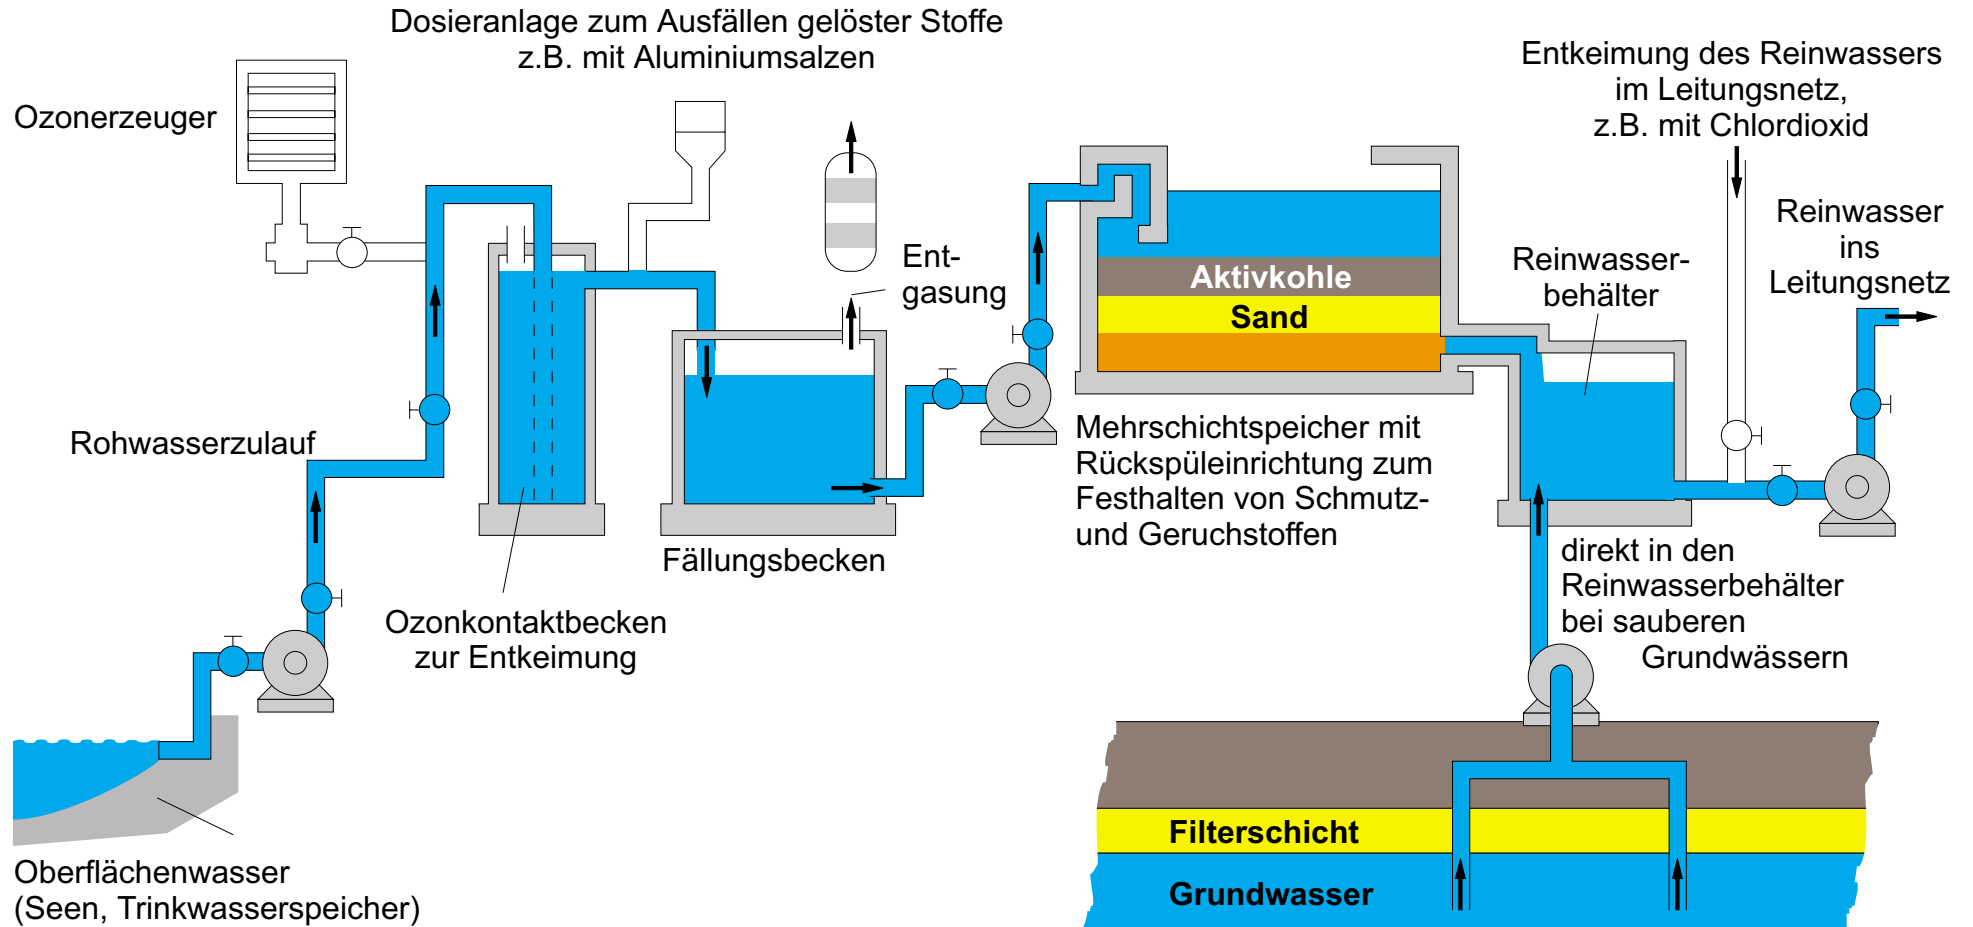 Dosieranlage zum Ausfällen gelöster Stoffe
z.B. mit Aluminiumsalzen
Ozonerzeuger
Entkeimung des Reinwassers
im Leitungsnetz,
z.B. mit Chlordioxid
Reinwasser
ins
Leitungsnetz
Ent-
gasung
Reinwasser-
behälter
Aktivkohle
Sand
Rohwasserzulauf
Mehrschichtspeicher mit
Rückspüleinrichtung zum
Festhalten von Schmutz-
und Geruchstoffen
Fällungsbecken
Ozonkontaktbecken
zur Entkeimung
direkt in den
Reinwasserbehälter
bei sauberen
Grundwässern
Filterschicht
Grundwasser
Oberflächenwasser
(Seen, Trinkwasserspeicher)